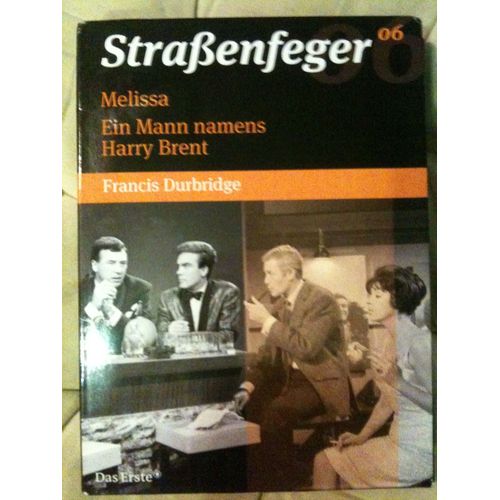 Straßenfeger 06
Melissa
Ein Mann namens
Harry Brent
Francis Durbridge
Das Erste